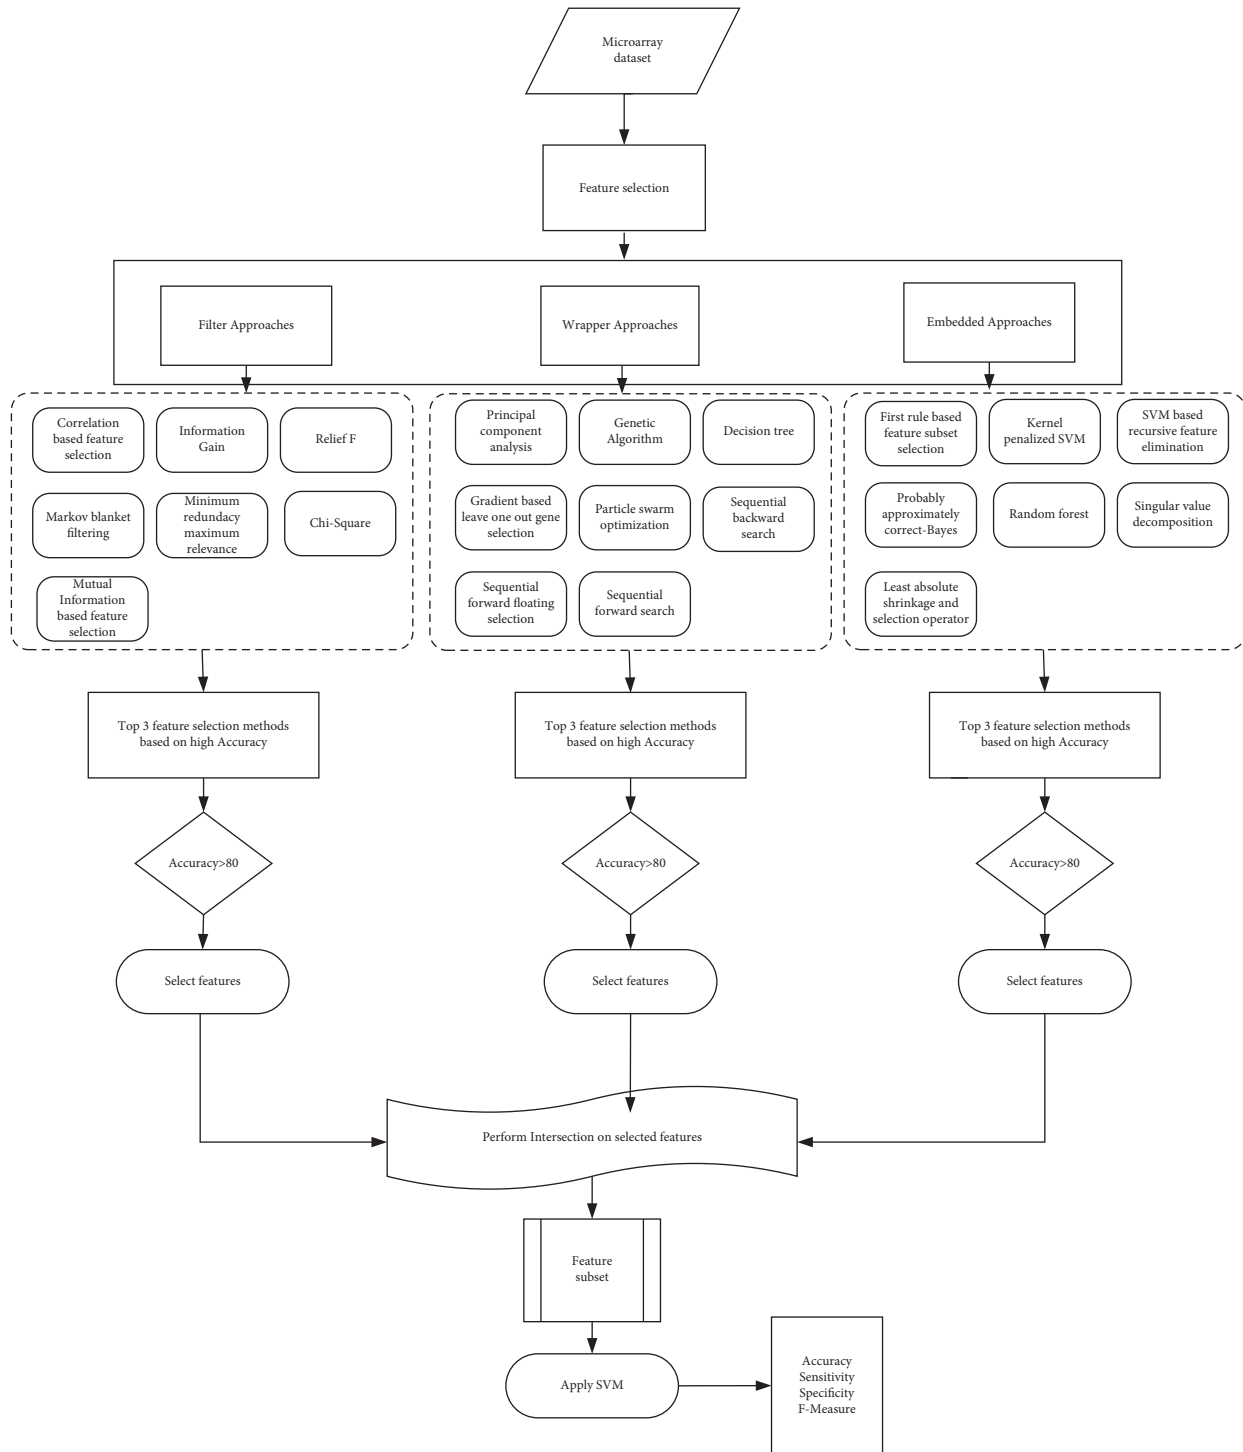 Microarray
dataset
Feature selection
Filter Approaches
Wrapper Approaches
Embedded Approaches
Correlation
based feature
selection
Information
Gain
Relief F
Markov blanket
filtering
Minimum
redundacy
maximum
relevance
Chi-Square
Mutual
Information
based feature
selection
Principal
component
analysis
Genetic
Algorithm
Decision tree
Gradient based
leave one out gene
selection
Particle swarm
optimization
Sequential
backward
search
Sequential
forward floating
selection
Sequential
forward search
First rule based
feature subset
selection
Kernel
penalized SVM
SVM based
recursive feature
elimination
Probably
approximately
correct-Bayes
Random forest
Singular value
decomposition
Least absolute
shrinkage and
selection operator
Top 3 feature selection methods
based on high Accuracy
Top 3 feature selection methods
based on high Accuracy
Top 3 feature selection methods
based on high Accuracy
Accuracy>80
Accuracy>80
Accuracy>80
Select features
Select features
Select features
Perform Intersection on selected features
Feature
subset
Apply SVM
Accuracy
Sensitivity
Specificity
F-Measure